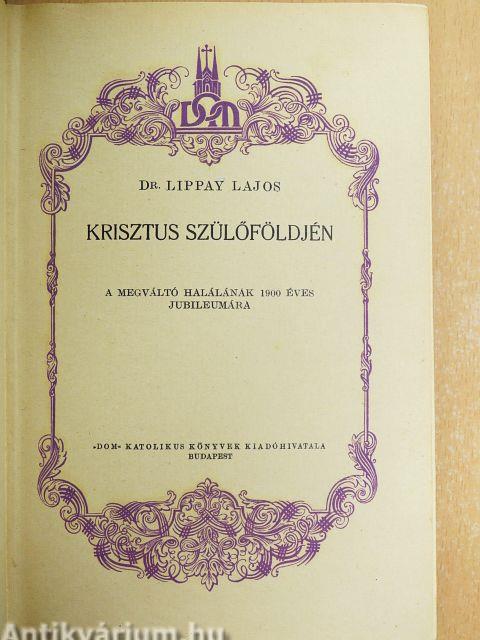 DOM
DR. LIPPAY LAJOS
KRISZTUS SZÜLŐFÖLDJÉN
A MEGVÁLTÓ HALÁLÁNAK 1900 ÉVES
JUBILEUMÁRA
»DOM« KATOLIKUS KÖNYVEK KIADÓHIVATALA
BUDAPEST
Antikvárium.hu